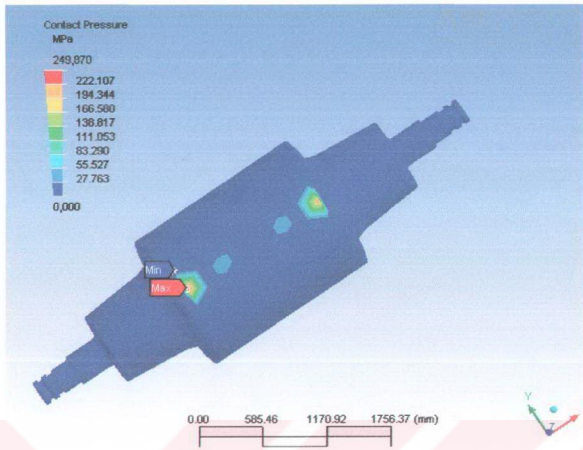 Contact Pressure
MPa
249,870
222.107
194.344
166.580
138.817
111.053
83.290
55.527
27.763
0,000
Min
Max
0.00 585.46 1170.92 1756.37 (mm)
Y
Z